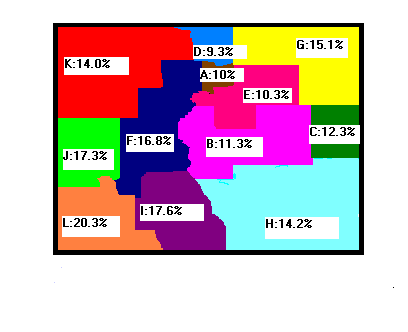 G:15.1%
D:9.3%
K:14.0%
A:10%
E:10.3%
C:12.3%
F:16.8%
B:11.3%
J:17.3%
I:17.6%
L:20.3%
H:14.2%